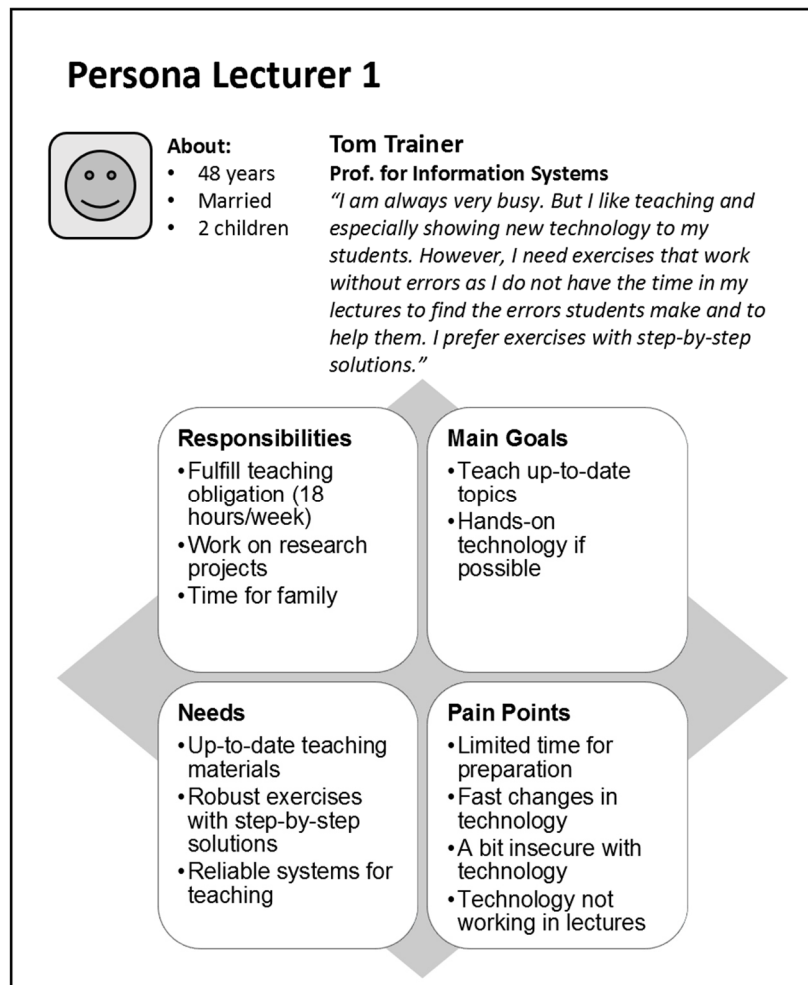 Persona Lecturer 1
About:
• 48 years
• Married
• 2 children
Tom Trainer
Prof. for Information Systems
“I am always very busy. But I like teaching and
especially showing new technology to my
students. However, I need exercises that work
without errors as I do not have the time in my
lectures to find the errors students make and to
help them. I prefer exercises with step-by-step
solutions.”
Responsibilities
•Fulfill teaching
obligation (18
hours/week)
•Work on research
projects
•Time for family
Main Goals
•Teach up-to-date
topics
•Hands-on
technology if
possible
Needs
•Up-to-date teaching
materials
•Robust exercises
with step-by-step
solutions
•Reliable systems for
teaching
Pain Points
•Limited time for
preparation
•Fast changes in
technology
•A bit insecure with
technology
•Technology not
working in lectures